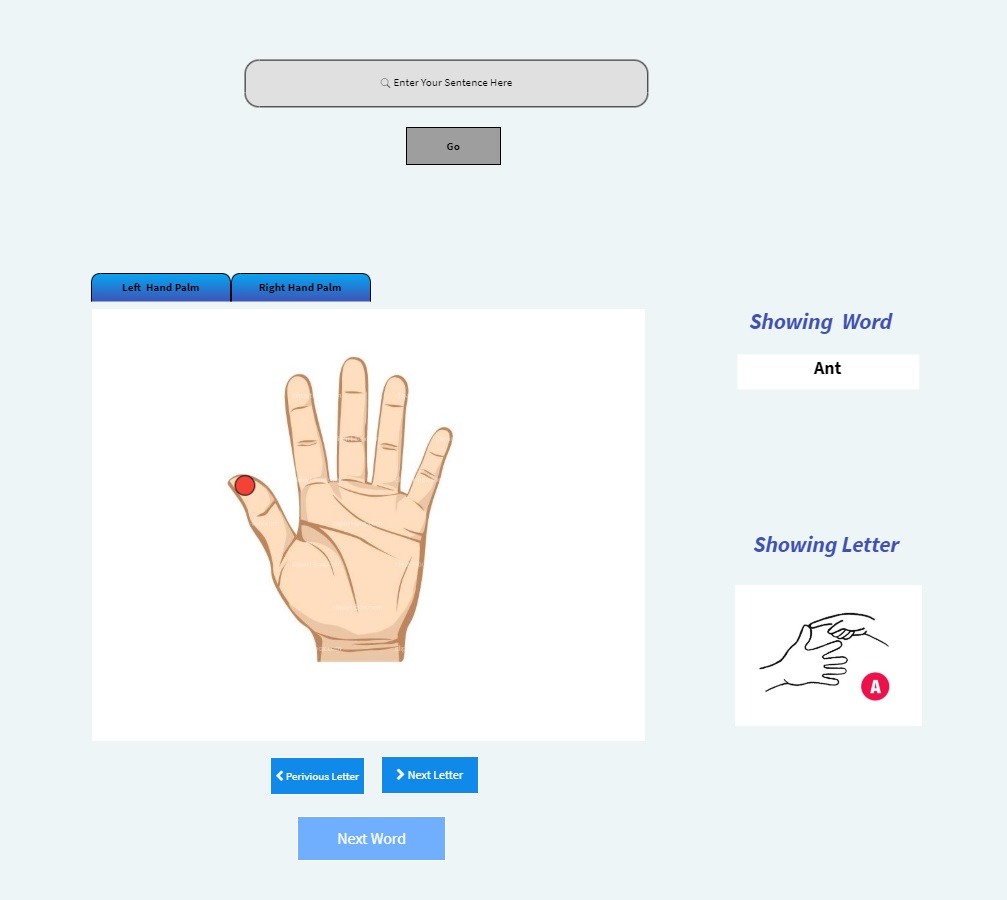 Enter Your Sentence Here
Go
Left Hand Palm
Right Hand Palm
Showing Word
Ant
Showing Letter
A
Perivious Letter
Next Letter
Next Word